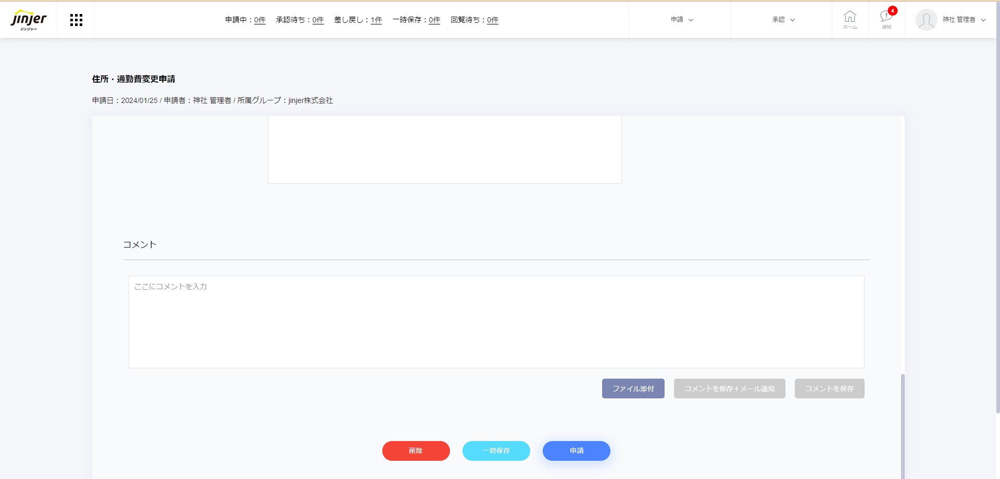 jinjer
ジンジャー
申請中：0件 承認待ち：0件 差し戻し：1件 一時保存：0件 回覧待ち：0件
申請
承認
ホーム
4
通知
神社 管理者
住所・通勤費変更申請
申請日：2024/01/25 / 申請者：神社 管理者 / 所属グループ：jinjer株式会社
コメント
ここにコメントを入力
ファイル添付
コメントを保存＋メール通知
コメントを保存
削除
一時保存
申請